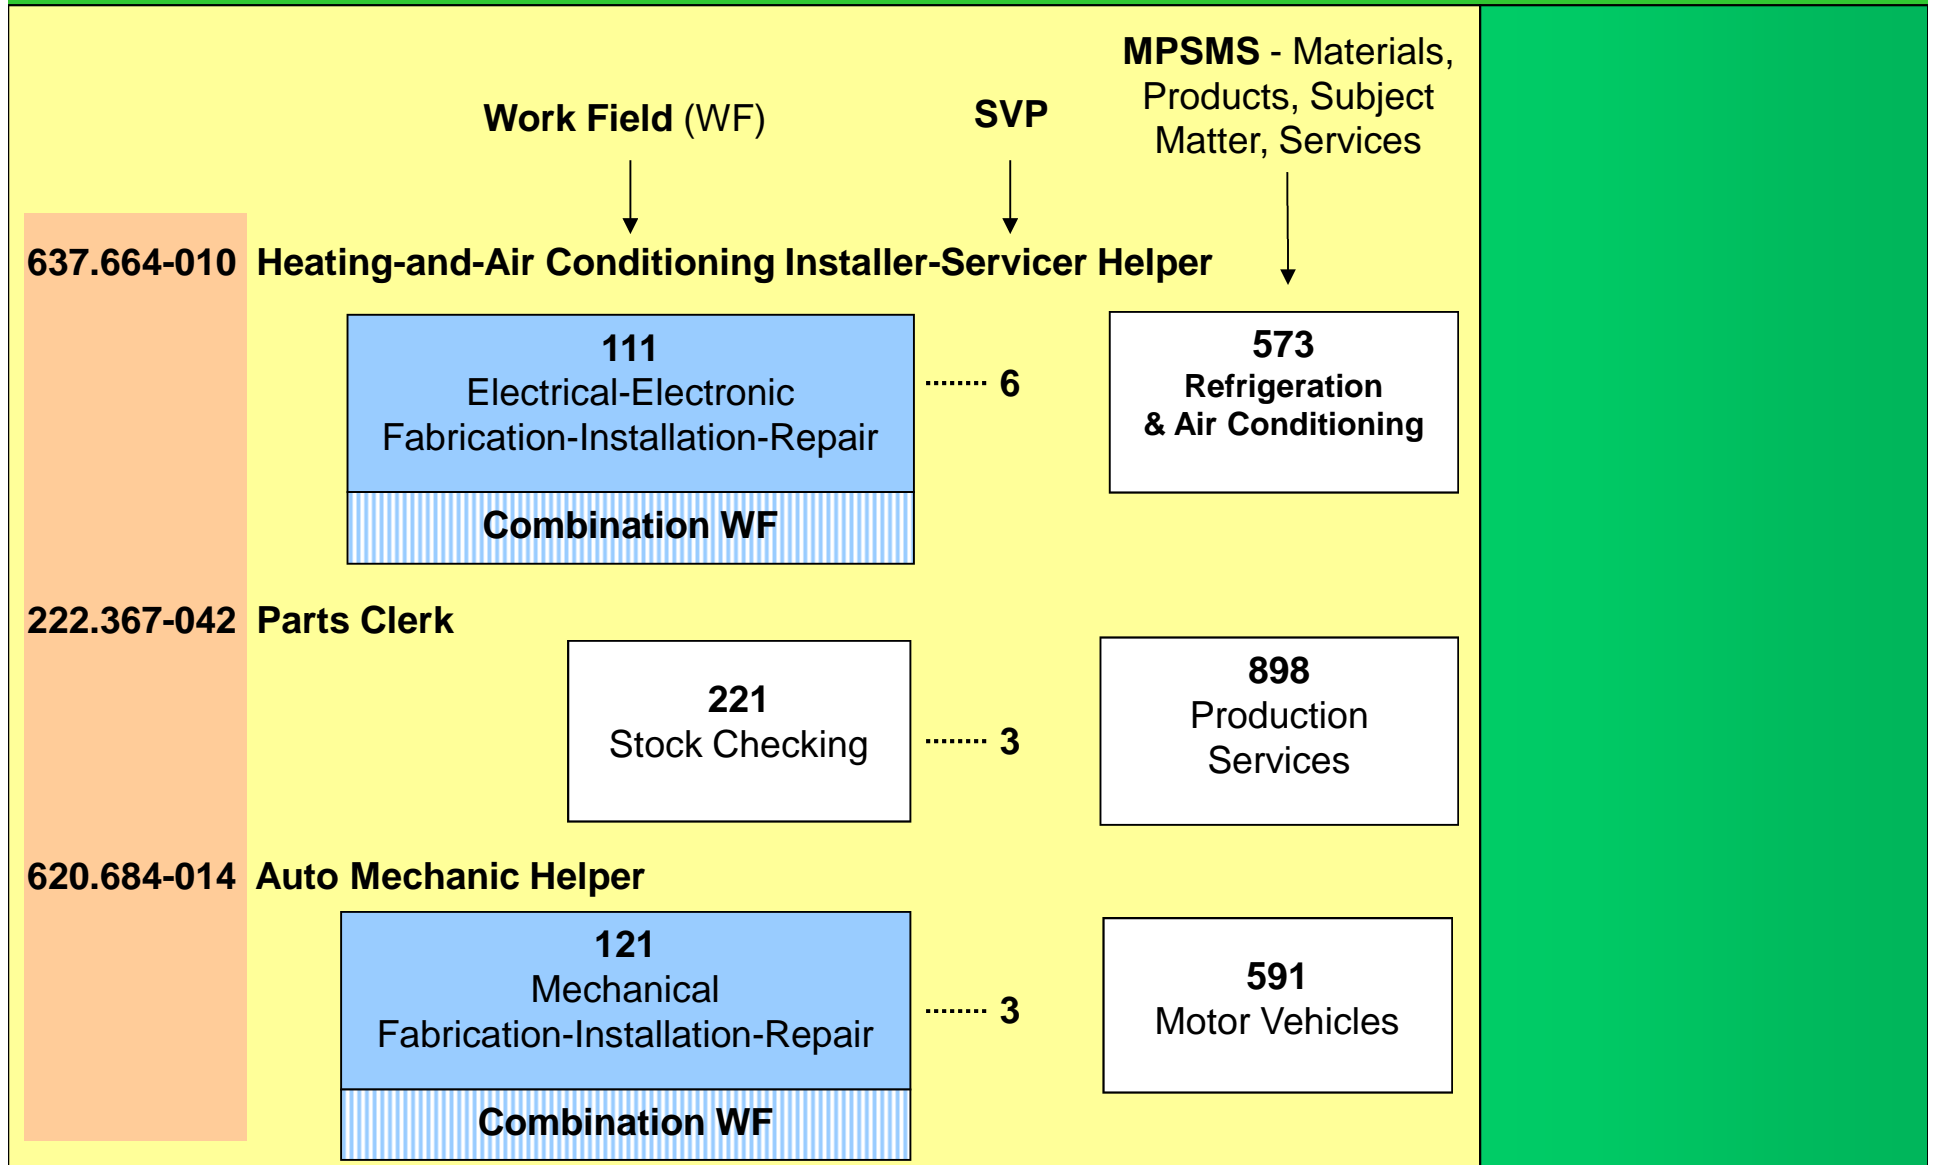 Work Field (WF)
SVP
MPSMS - Materials,
Products, Subject
Matter, Services
637.664-010 Heating-and-Air Conditioning Installer-Servicer Helper
111
Electrical-Electronic
Fabrication-Installation-Repair
Combination WF
........ 6
573
Refrigeration
& Air Conditioning
222.367-042 Parts Clerk
221
Stock Checking
........ 3
898
Production
Services
620.684-014 Auto Mechanic Helper
121
Mechanical
Fabrication-Installation-Repair
Combination WF
........ 3
591
Motor Vehicles